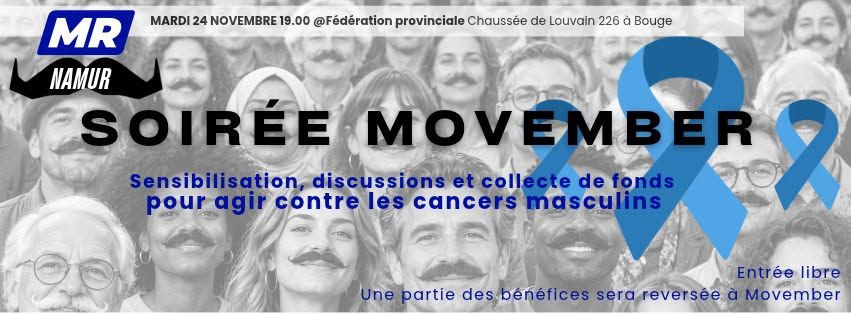 MARDI 24 NOVEMBRE 19.00 @Fédération provinciale Chaussée de Louvain 226 à Bouge
MR
NAMUR
SOIRÉE MOVEMBER
Sensibilisation, discussions et collecte de fonds
pour agir contre les cancers masculins
Entrée libre
Une partie des bénéfices sera reversée à Movember